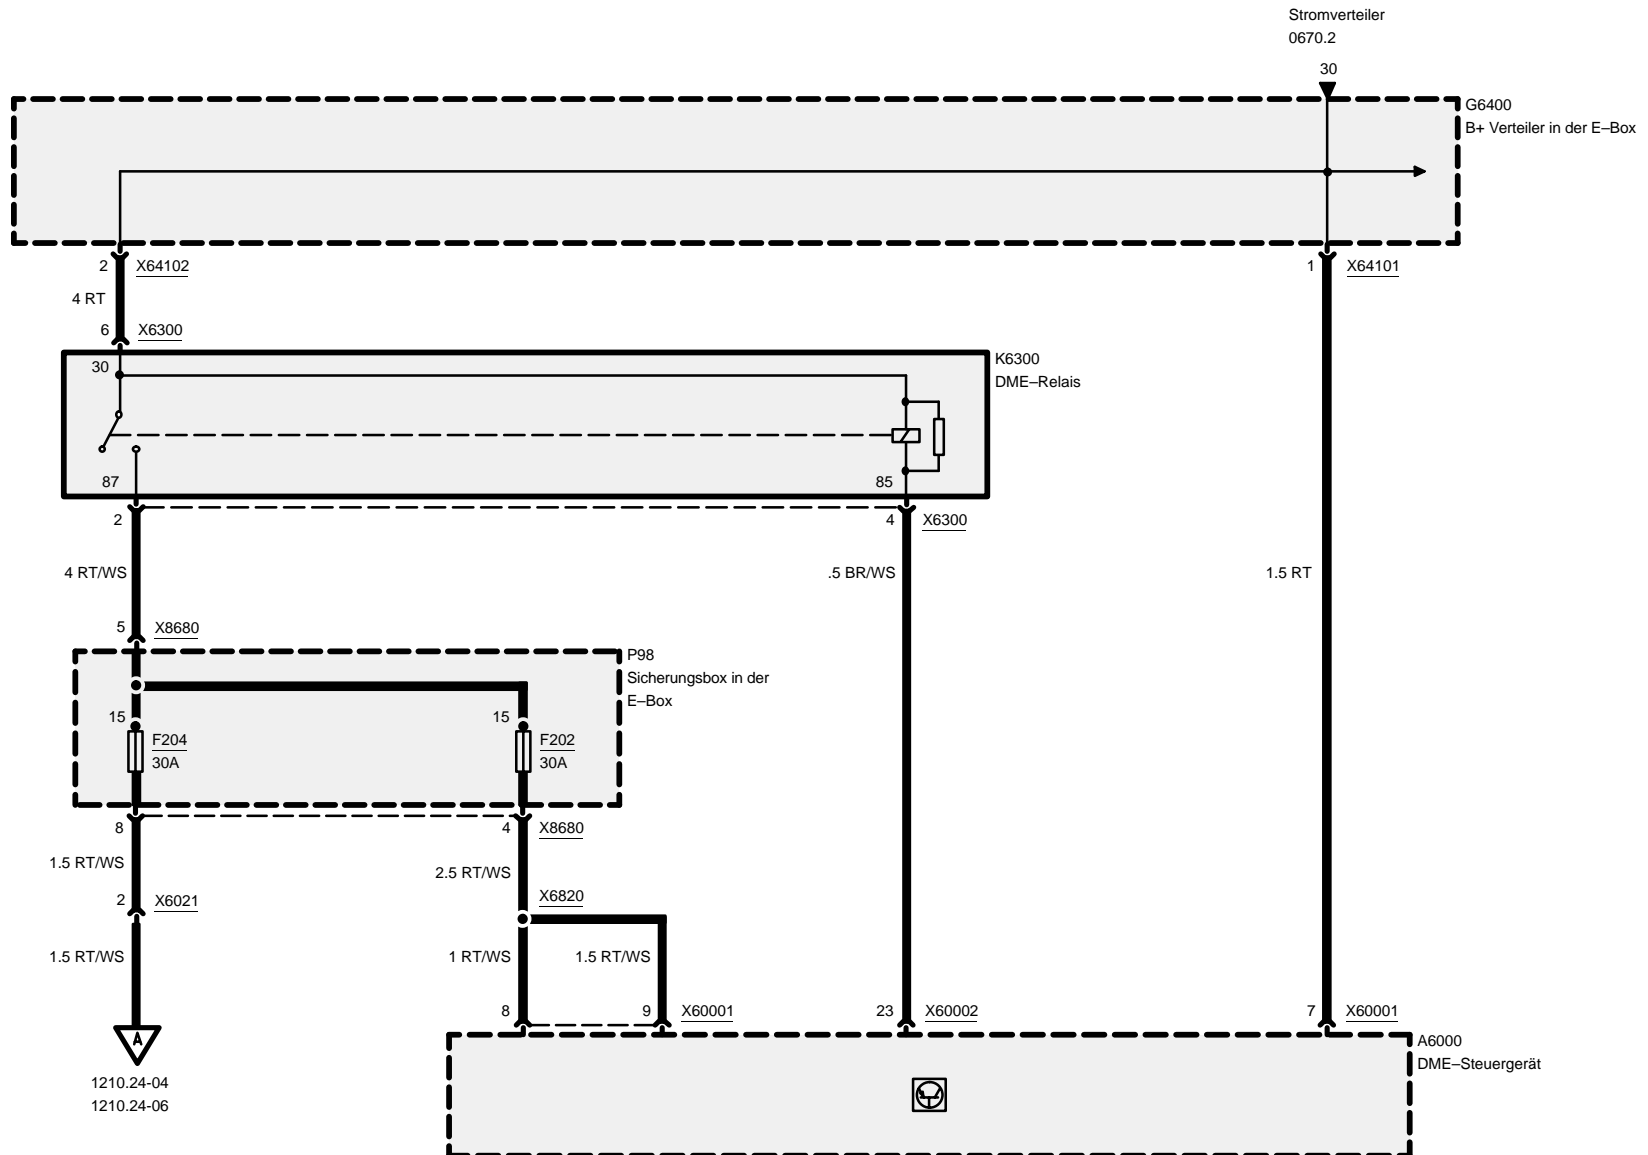 Stromverteiler
0670.2
30
G6400
B+ Verteiler in der E–Box
2 X64102
1 X64101
4 RT
6 X6300
30
K6300
DME–Relais
87
85
2
4 X6300
4 RT/WS
.5 BR/WS
1.5 RT
5 X8680
P98
Sicherungsbox in der
E–Box
15
15
F204
30A
F202
30A
8
4 X8680
1.5 RT/WS
2.5 RT/WS
2 X6021
X6820
1.5 RT/WS
1 RT/WS
1.5 RT/WS
8
9 X60001
23 X60002
7 X60001
A
A6000
DME–Steuergerät
1210.24-04
1210.24-06